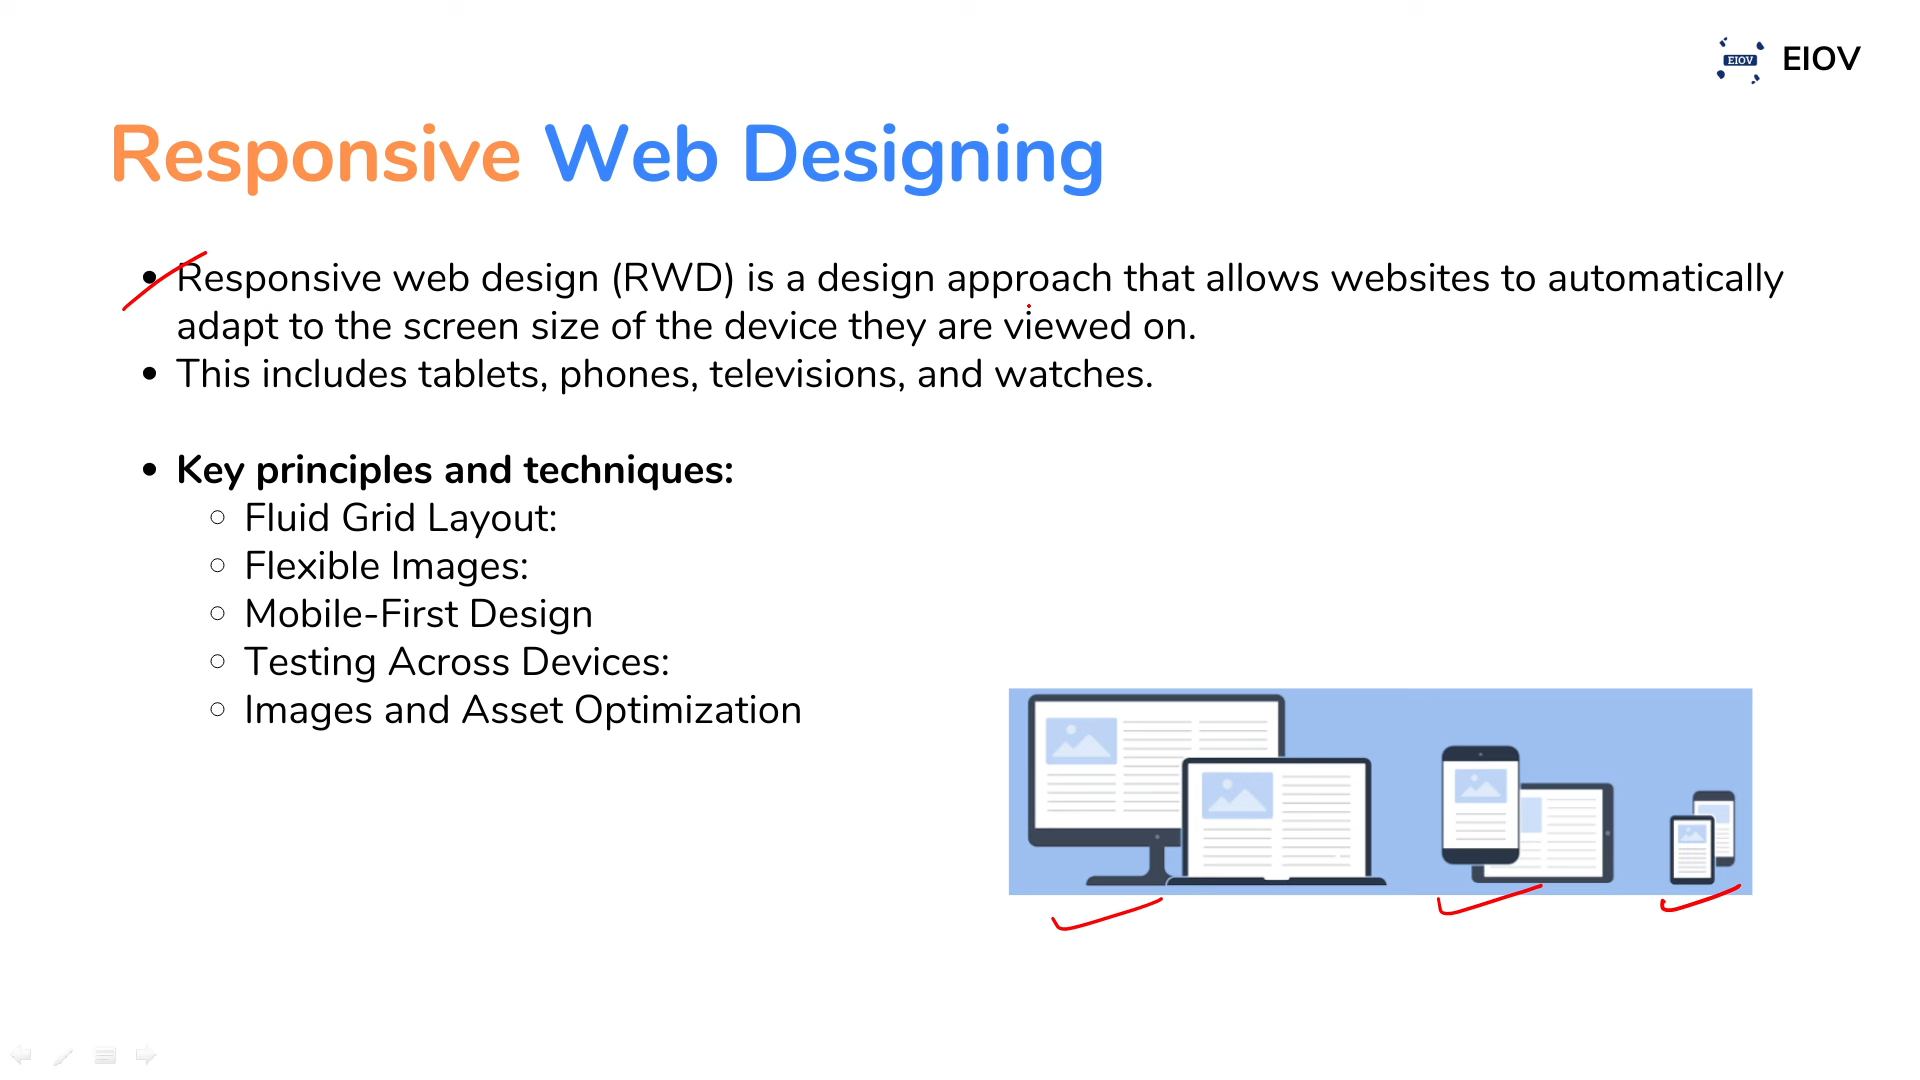 EIOV EIOV
Responsive Web Designing
• Responsive web design (RWD) is a design approach that allows websites to automatically
adapt to the screen size of the device they are viewed on.
• This includes tablets, phones, televisions, and watches.
• Key principles and techniques:
○ Fluid Grid Layout:
○ Flexible Images:
○ Mobile-First Design
○ Testing Across Devices:
○ Images and Asset Optimization